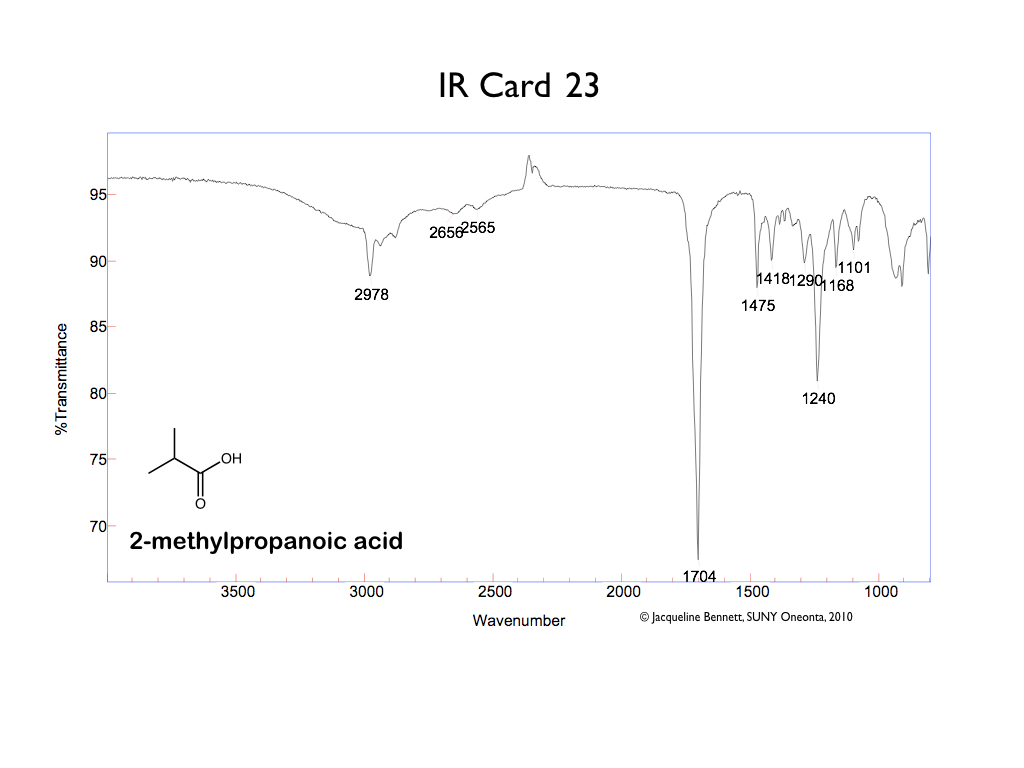 IR Card 23
95
90
85
80
75
70
%Transmittance
2978
2656
2565
1704
1475
1418
1290
1240
1168
1101
OH
O
2-methylpropanoic acid
3500 3000 2500 2000 1500 1000
Wavenumber
© Jacqueline Bennett, SUNY Oneonta, 2010